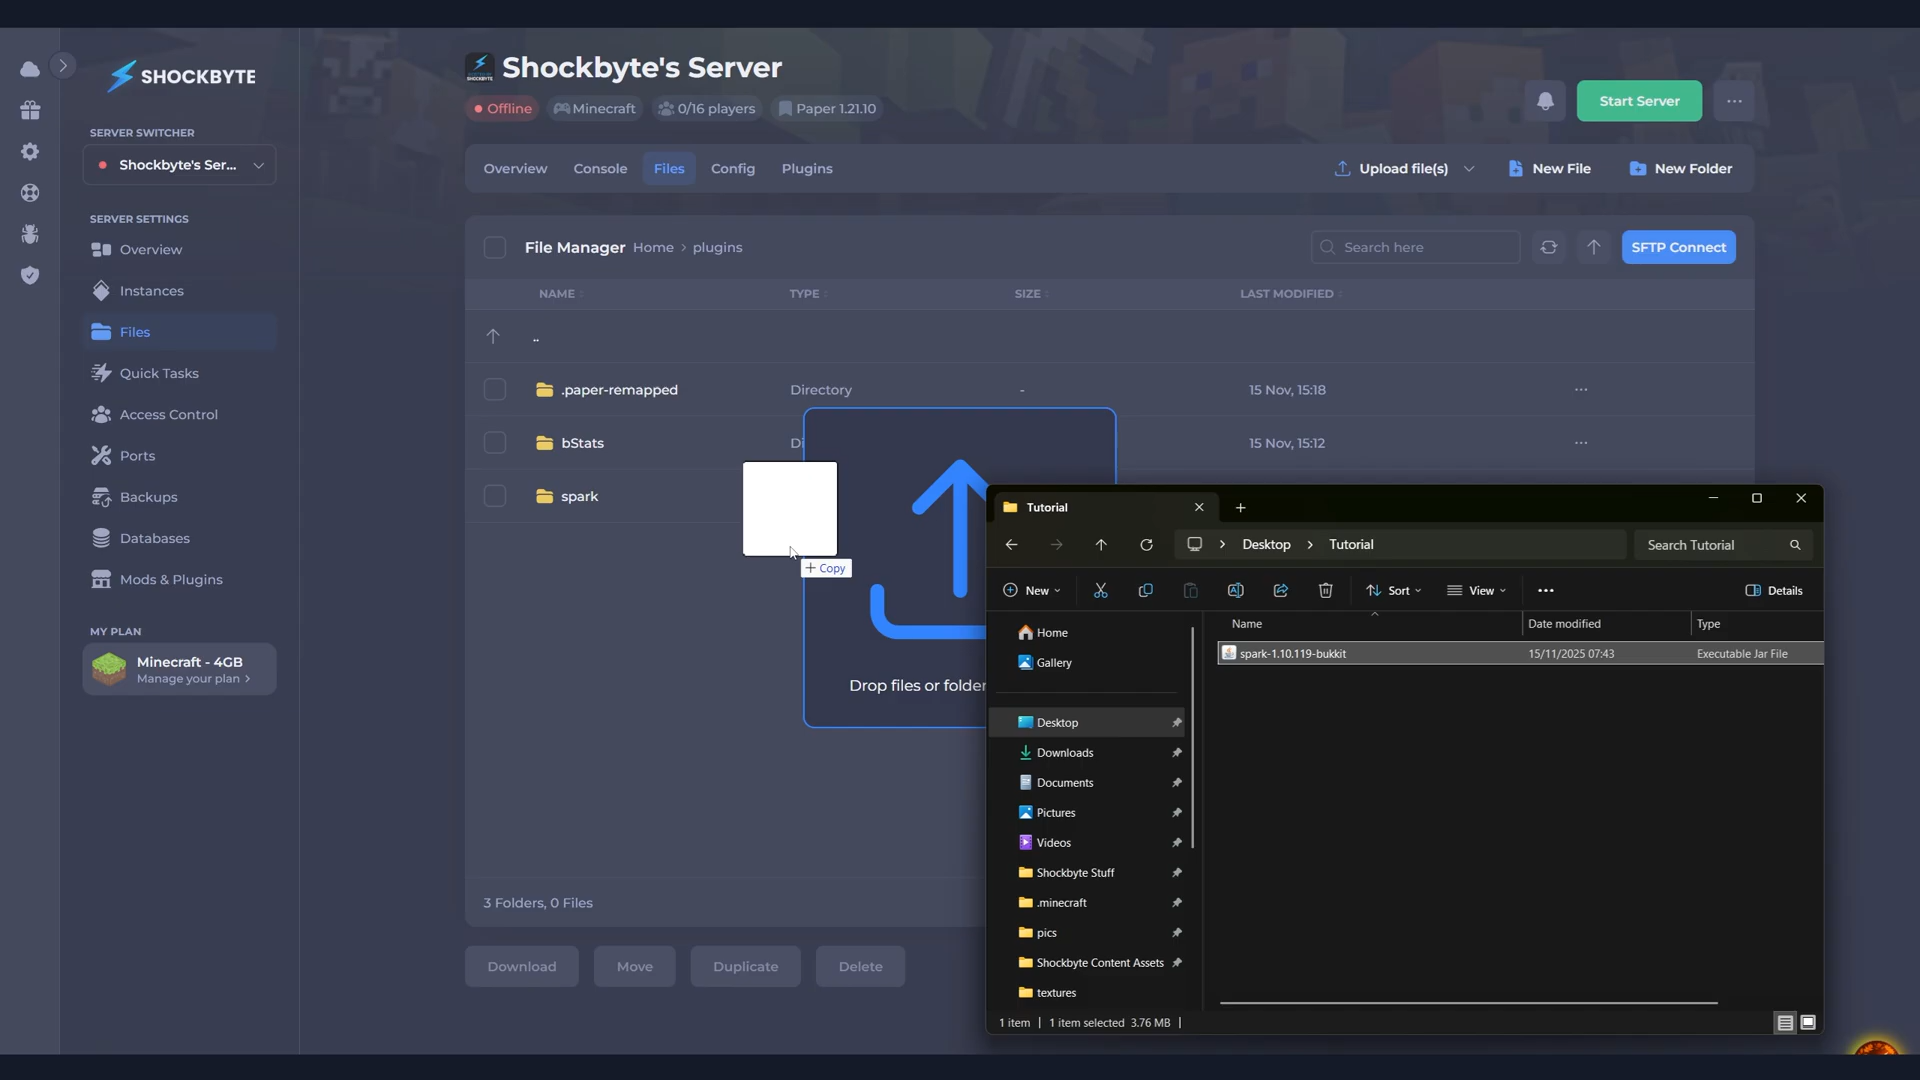 SHOCKBYTE
SERVER SWITCHER
Shockbyte's Ser...
SERVER SETTINGS
Overview
Instances
Files
Quick Tasks
Access Control
Ports
Backups
Databases
Mods & Plugins
MY PLAN
Minecraft - 4GB
Manage your plan
SHOCKBYTE
Shockbyte's Server
Offline
Minecraft
0/16 players
Paper 1.21.10
Start Server
Overview
Console
Files
Config
Plugins
Upload file(s)
New File
New Folder
File Manager
Home > plugins
Search here
SFTP Connect
NAME
TYPE
SIZE
LAST MODIFIED
..
.paper-remapped
Directory
-
15 Nov, 15:18
bStats
Di
15 Nov, 15:12
spark
+ Copy
Drop files or folder
3 Folders, 0 Files
Download
Move
Duplicate
Delete
Tutorial
Desktop > Tutorial
Search Tutorial
New
Sort
View
Details
Name
Date modified
Type
spark-1.10.119-bukkit
15/11/2025 07:43
Executable Jar File
Home
Gallery
Desktop
Downloads
Documents
Pictures
Videos
Shockbyte Stuff
.minecraft
pics
Shockbyte Content Assets
textures
1 item
1 item selected 3.76 MB